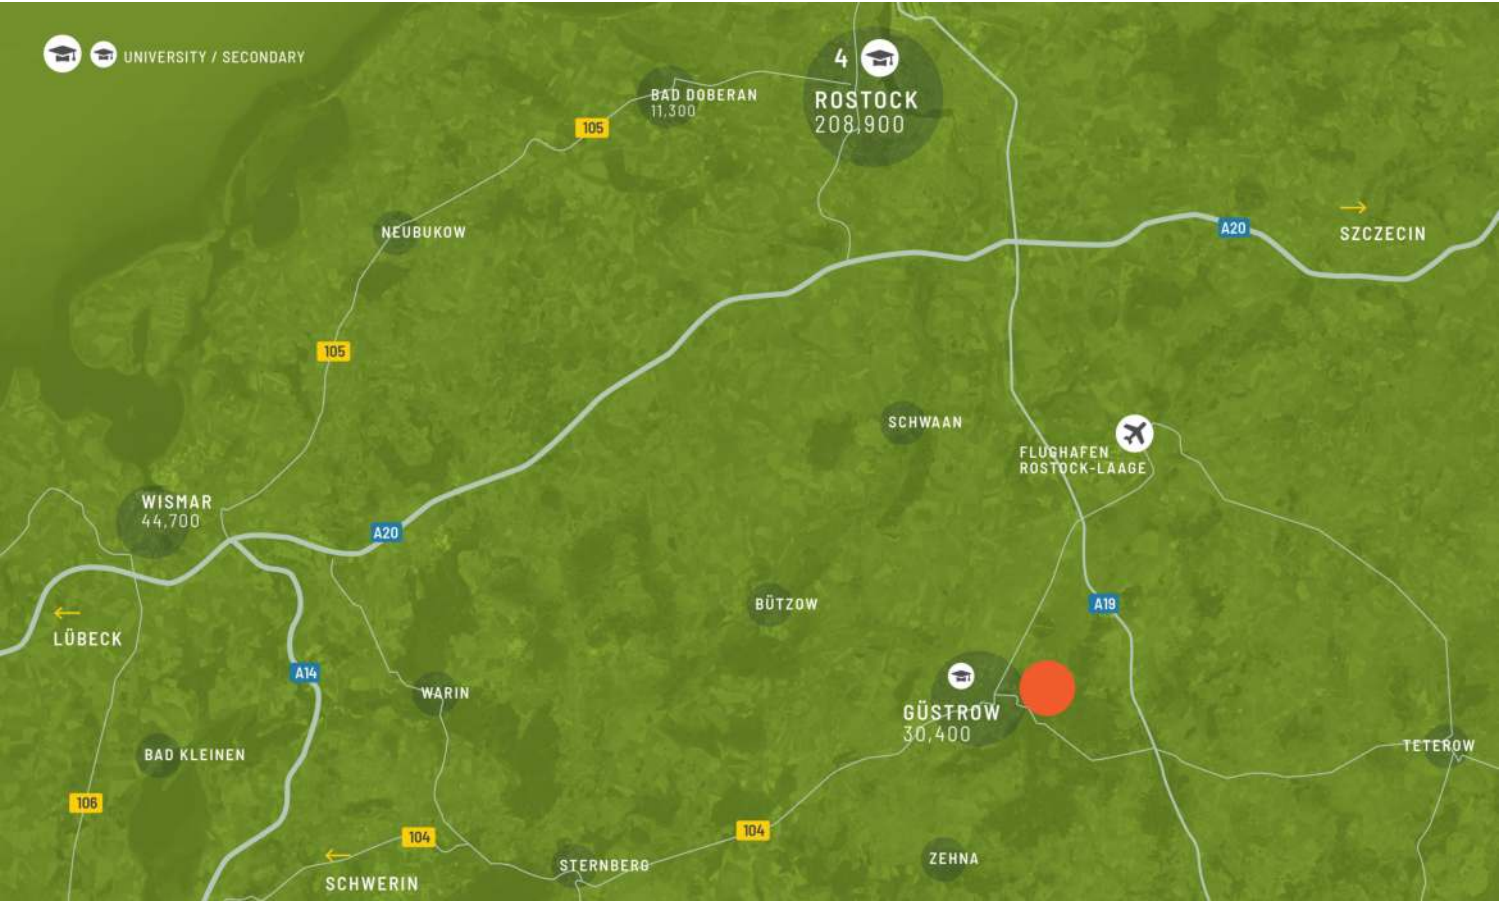 UNIVERSITY / SECONDARY
4
ROSTOCK
208,900
BAD DOBERAN
11,300
105
NEUBUKOW
A20
SZCZECIN
105
SCHWAAN
FLUGHAFEN
ROSTOCK-LAAGE
WISMAR
44,700
A20
BÜTZOW
A19
LÜBECK
A14
WARIN
GÜSTROW
30,400
TETEROW
BAD KLEINEN
106
104
104
STERNBERG
ZEHNA
SCHWERIN